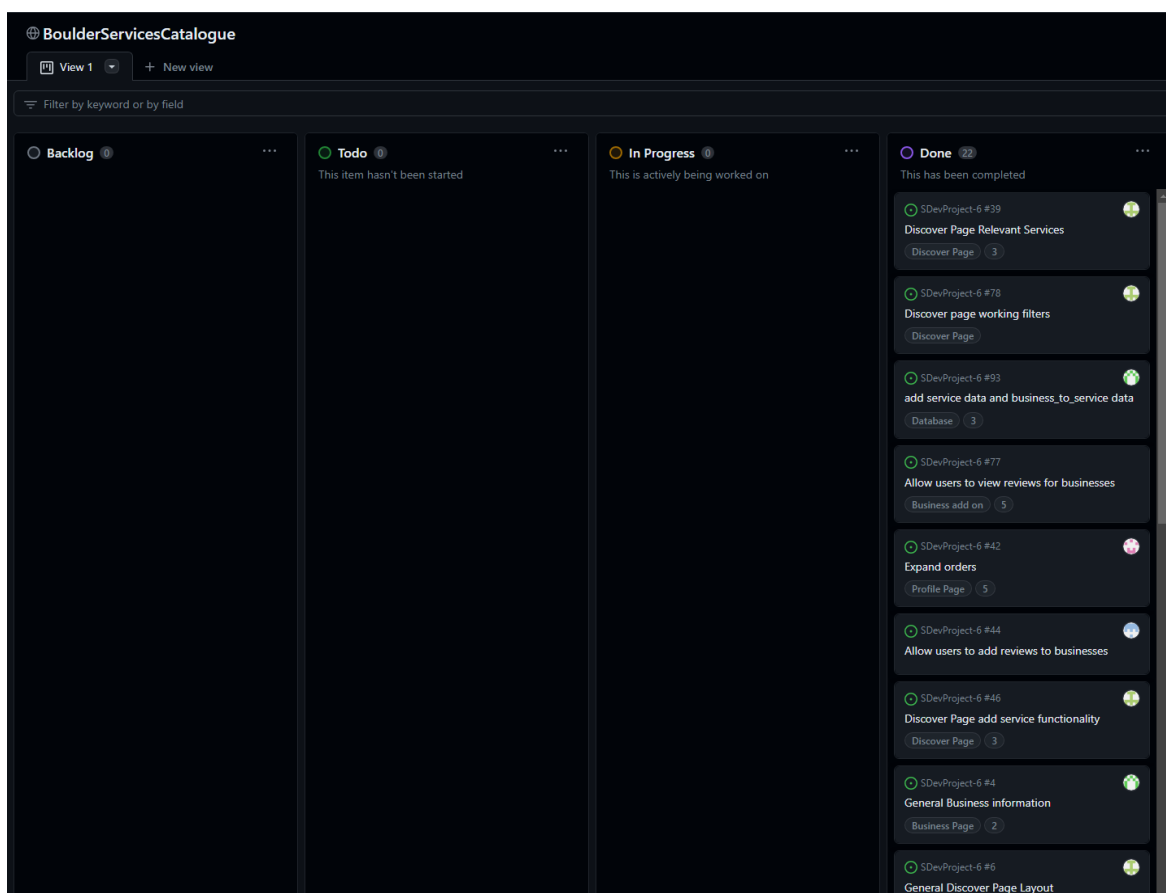 BoulderServicesCatalogue
View 1
New view
Filter by keyword or by field
Backlog 0
Todo 0
This item hasn't been started
In Progress 0
This is actively being worked on
Done 22
This has been completed
SDevProject-6 #39
Discover Page Relevant Services
Discover Page 3
SDevProject-6 #78
Discover page working filters
Discover Page
SDevProject-6 #93
add service data and business_to_service data
Database 3
SDevProject-6 #77
Allow users to view reviews for businesses
Business add on 5
SDevProject-6 #42
Expand orders
Profile Page 5
SDevProject-6 #44
Allow users to add reviews to businesses
SDevProject-6 #46
Discover Page add service functionality
Discover Page 3
SDevProject-6 #4
General Business information
Business Page 2
SDevProject-6 #6
General Discover Page Layout